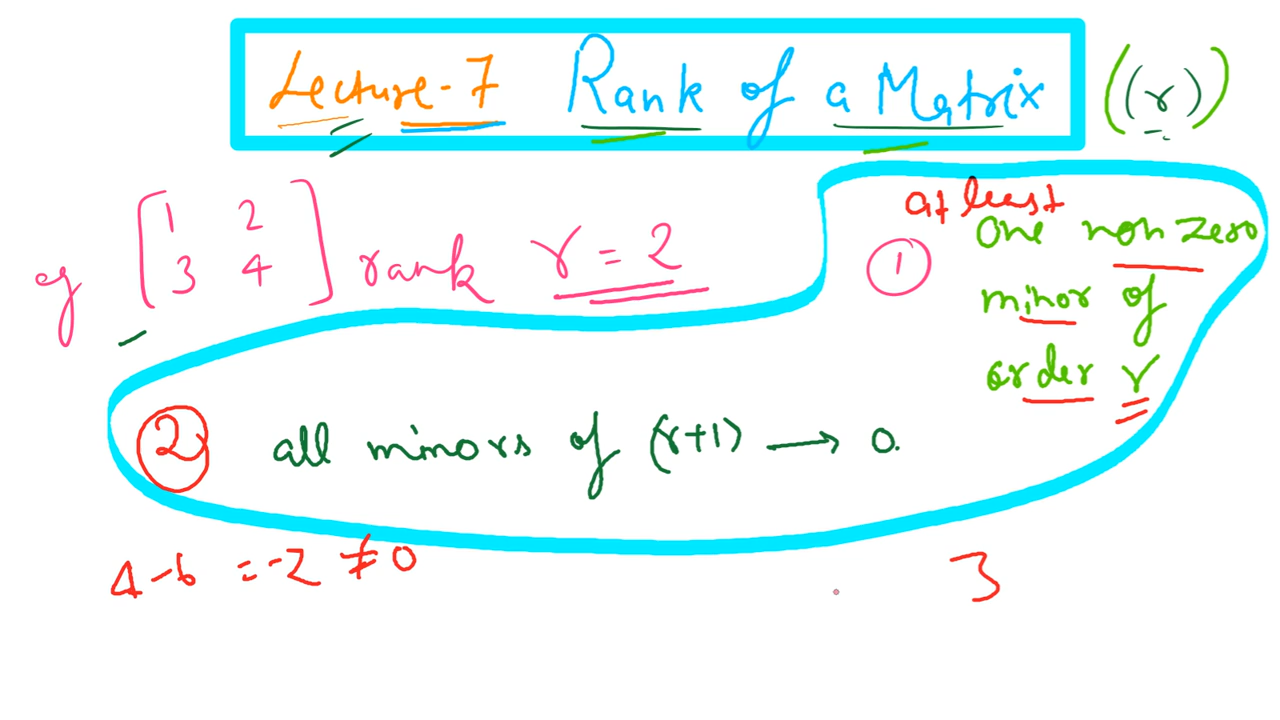 Lecture-7 Rank of a Matrix ((r))
eg [1 2
3 4] rank r = 2
① at least
One non zero
minor of
order r
② all minors of (r+1) → 0.
4-6 = -2 ≠ 0
3